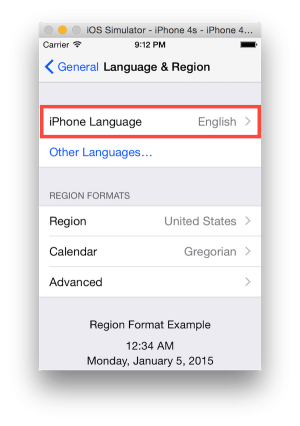 iOS Simulator - iPhone 4s - iPhone 4...
Carrier 9:12 PM
General Language & Region
iPhone Language English
Other Languages...
REGION FORMATS
Region United States
Calendar Gregorian
Advanced
Region Format Example
12:34 AM
Monday, January 5, 2015